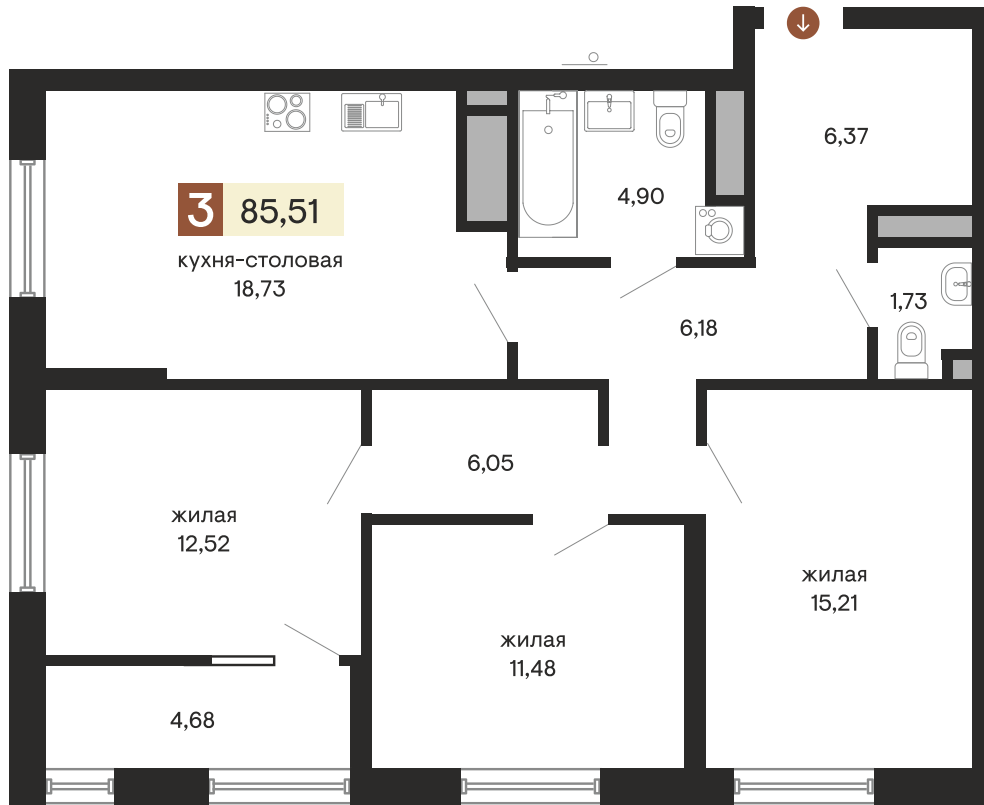 6,37
4,90
3 85,51
кухня-столовая
18,73
1,73
6,18
6,05
жилая
12,52
жилая
15,21
жилая
11,48
4,68